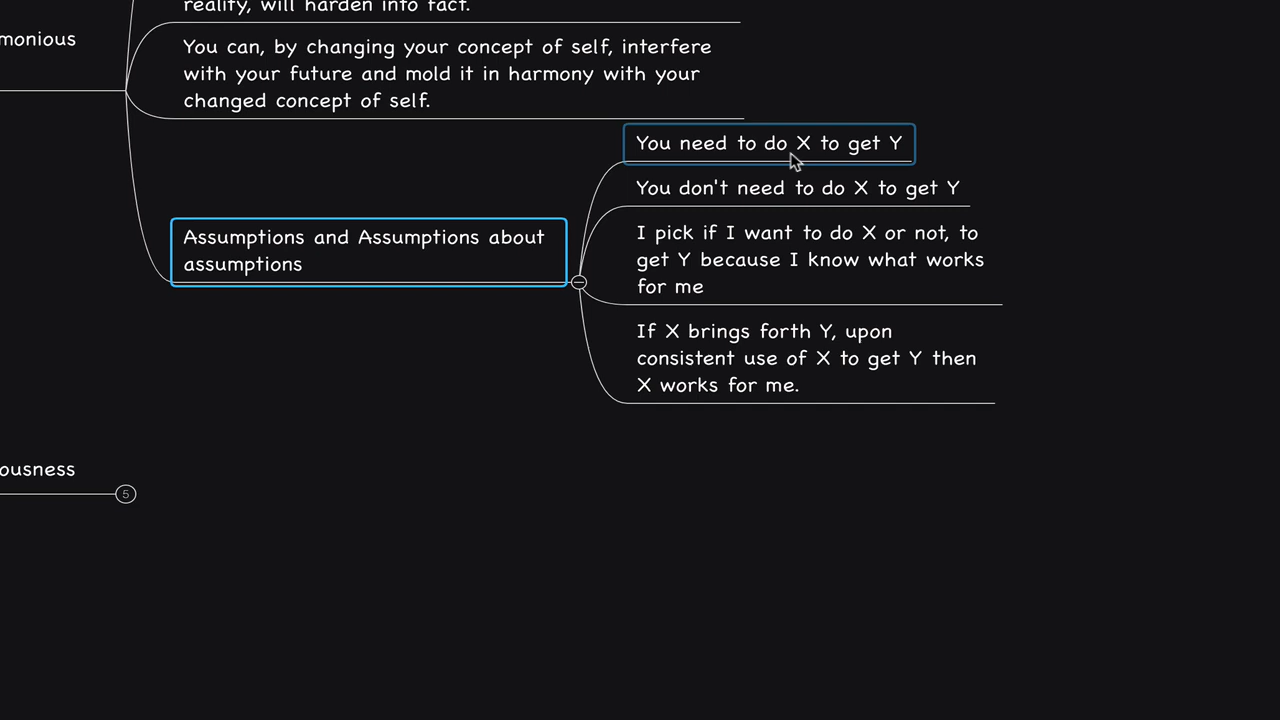 reality, will harden into fact.
monious
You can, by changing your concept of self, interfere
with your future and mold it in harmony with your
changed concept of self.
You need to do X to get Y
You don't need to do X to get Y
Assumptions and Assumptions about
assumptions
I pick if I want to do X or not, to
get Y because I know what works
for me
If X brings forth Y, upon
consistent use of X to get Y then
X works for me.
ousness
5